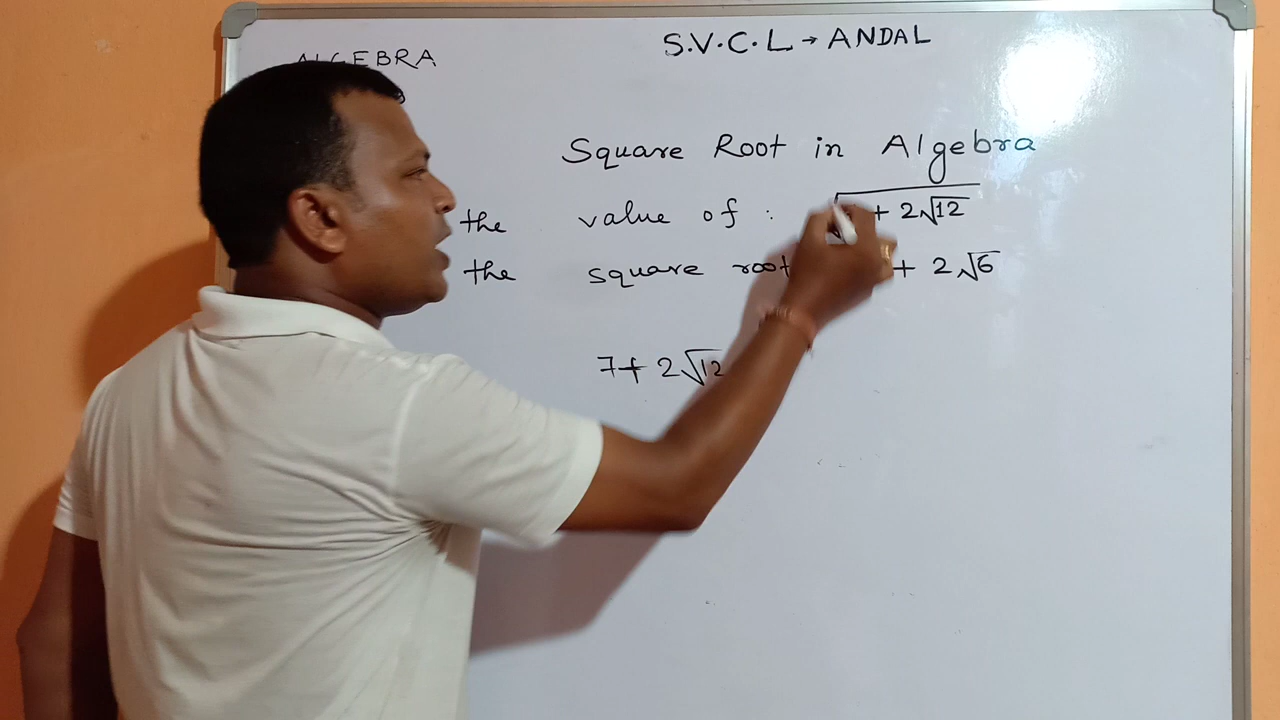 ALGEBRA
S.V.C.L → ANDAL
Square Root in Algebra
the value of : √ + 2√12
the square root + 2√6
7 + 2√12